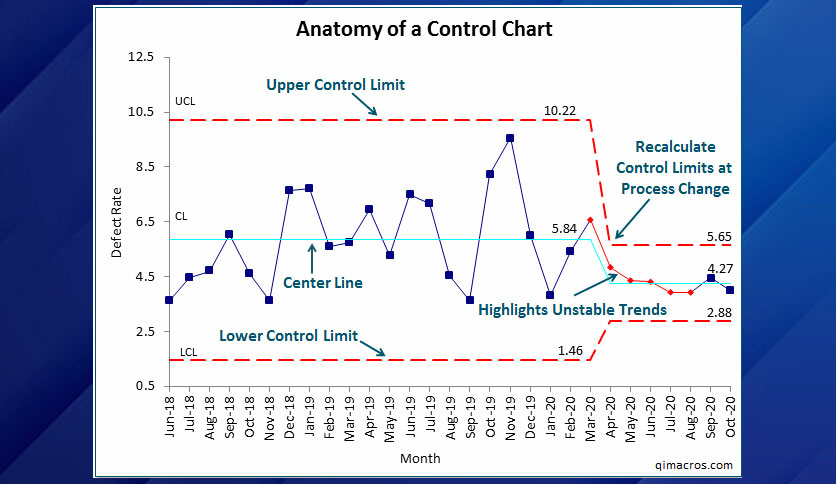 Anatomy of a Control Chart
12.5
10.5
8.5
6.5
4.5
2.5
0.5
Defect Rate
UCL
Upper Control Limit
10.22
Recalculate
Control Limits at
Process Change
CL
5.84
5.65
Center Line
4.27
Highlights Unstable Trends
2.88
Lower Control Limit
LCL
1.46
Jun-18
Jul-18
Aug-18
Sep-18
Oct-18
Nov-18
Dec-18
Jan-19
Feb-19
Mar-19
Apr-19
May-19
Jun-19
Jul-19
Aug-19
Sep-19
Oct-19
Nov-19
Dec-19
Jan-20
Feb-20
Mar-20
Apr-20
May-20
Jun-20
Jul-20
Aug-20
Sep-20
Oct-20
Month
qimacros.com